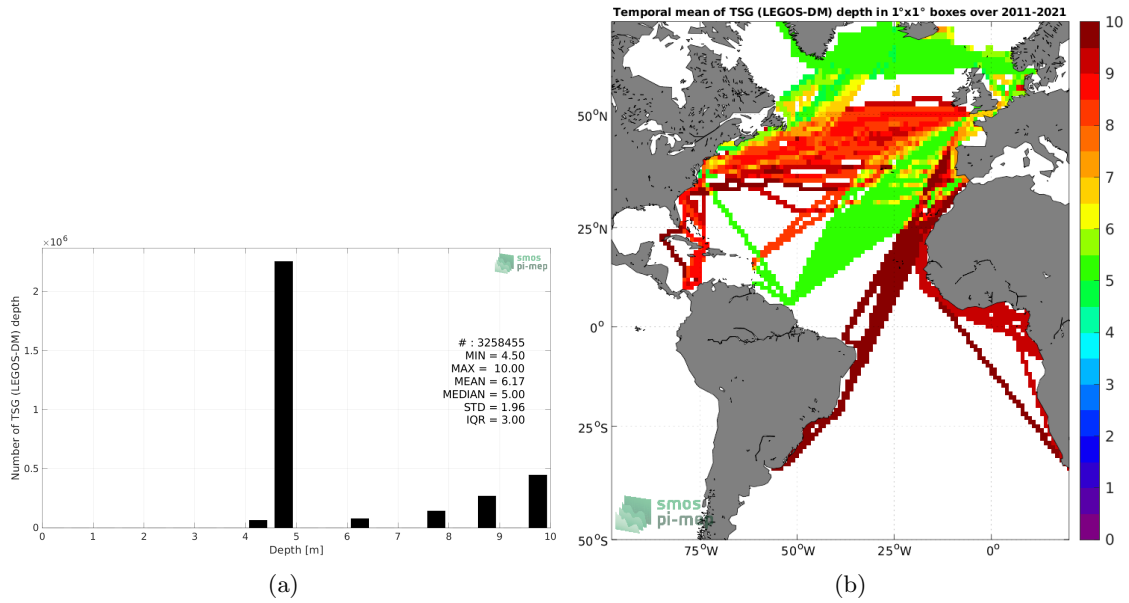 ×10^6
2
1.5
1
0.5
0
Number of TSG (LEGOS-DM) depth
smos
pi-mep
# : 3258455
MIN = 4.50
MAX = 10.00
MEAN = 6.17
MEDIAN = 5.00
STD = 1.96
IQR = 3.00
0 1 2 3 4 5 6 7 8 9 10
Depth [m]
(a)
Temporal mean of TSG (LEGOS-DM) depth in 1°x1° boxes over 2011-2021
50°N
25°N
0°
25°S
50°S
75°W 50°W 25°W 0°
smos
pi-mep
10
9
8
7
6
5
4
3
2
1
0
(b)